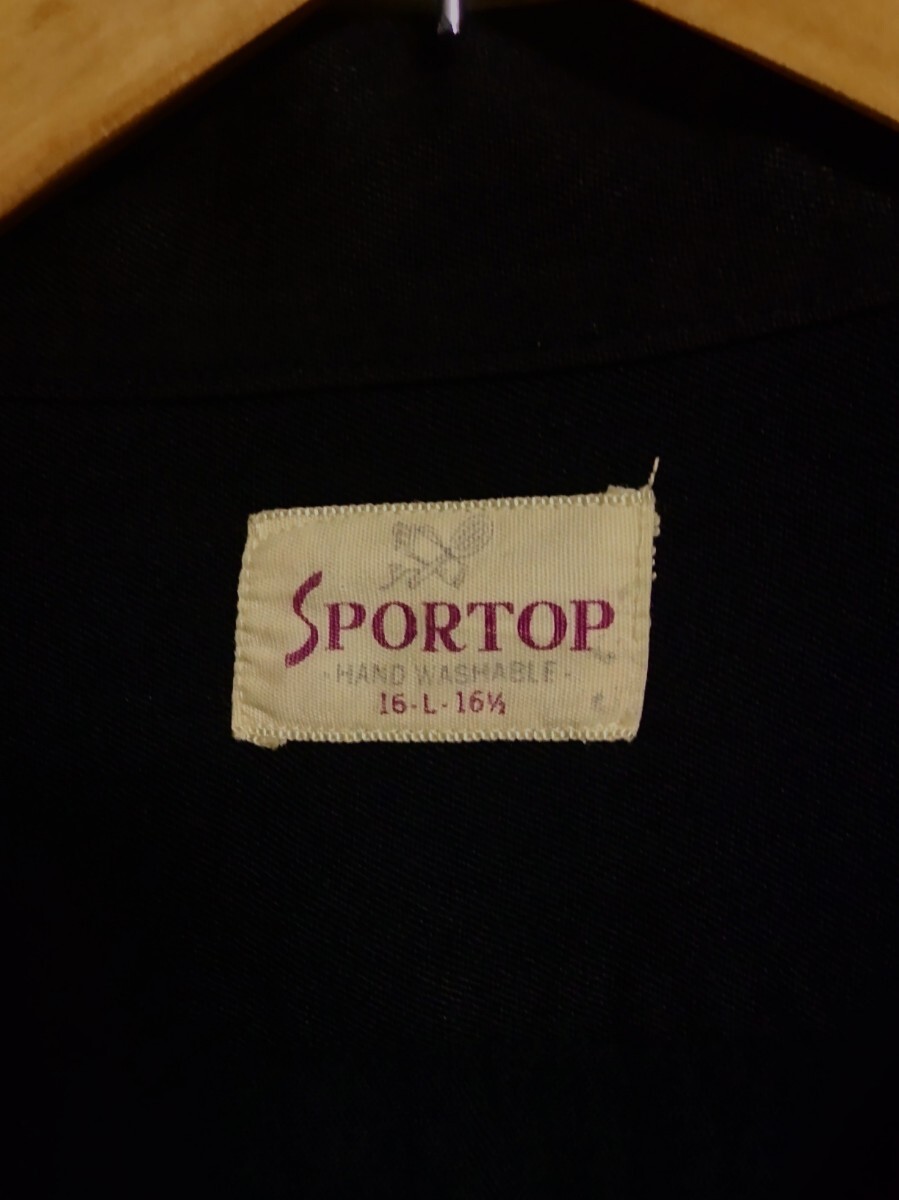 SPORTOP
- HAND WASHABLE -
16 - L - 16½